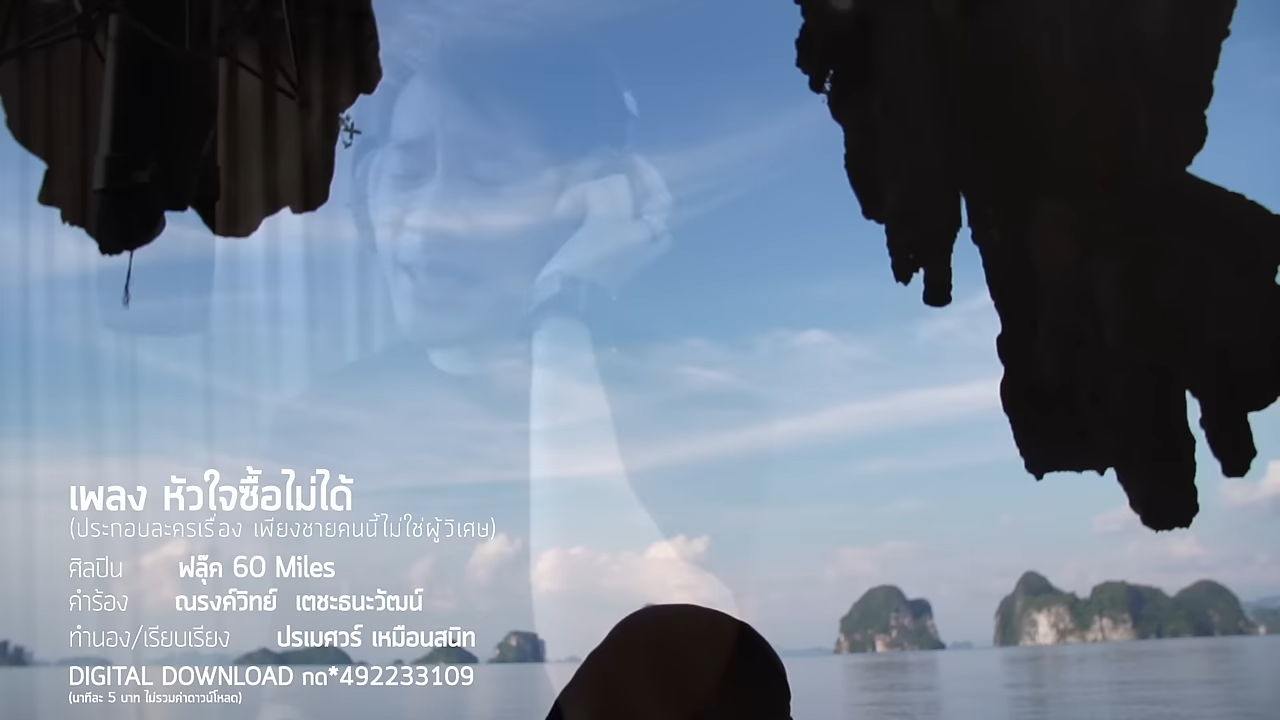 เพลง หัวใจซื้อไม่ได้
(ประกอบละครเรื่อง เพียงชายคนนี้ไม่ใช่ผู้วิเศษ)
ศิลปิน ฟลุ๊ค 60 Miles
คำร้อง ณรงค์วิทย์ เตชะธนะวัฒน์
ทำนอง/เรียบเรียง ปรเมศวร์ เหมือนสนิท
DIGITAL DOWNLOAD กด*492233109
(นาทีละ 5 บาท ไม่รวมค่าดาวน์โหลด)